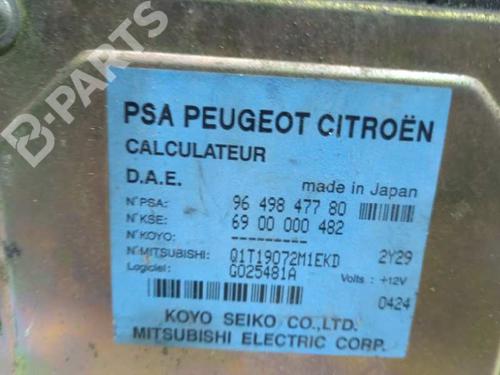 B-PARTS
PSA PEUGEOT CITROËN
CALCULATEUR
D.A.E. made in Japan
N°PSA: 96 498 477 80
N°KSE: 69 00 000 482
N°KOYO: ---------
N°MITSUBISHI: Q1T19072M1EKD 2Y29
Logiciel: G025481A Volts : +12V
0424
KOYO SEIKO CO.,LTD.
MITSUBISHI ELECTRIC CORP.
B-PARTS